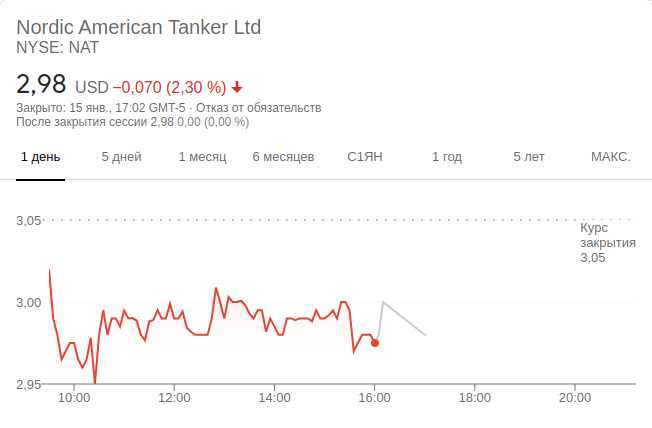 Nordic American Tanker Ltd
NYSE: NAT
2,98 USD −0,070 (2,30 %)
Закрыто: 15 янв., 17:02 GMT-5 · Отказ от обязательств
После закрытия сессии 2,98 0,00 (0,00 %)
1 день 5 дней 1 месяц 6 месяцев С1ЯН 1 год 5 лет МАКС.
3,05
Курс
закрытия
3,05
3,00
2,95
10:00 12:00 14:00 16:00 18:00 20:00